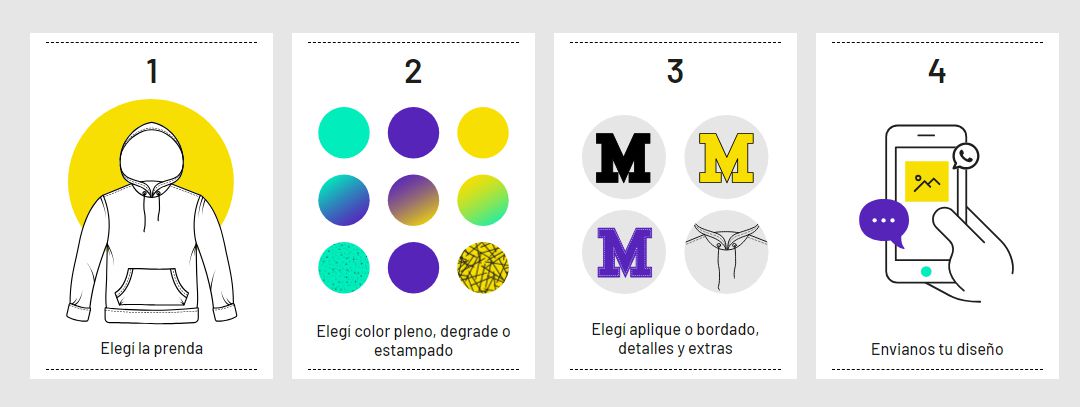 1
Elegí la prenda
2
Elegí color pleno, degrade o
estampado
3
M M
M
Elegí aplique o bordado,
detalles y extras
4
Envianos tu diseño